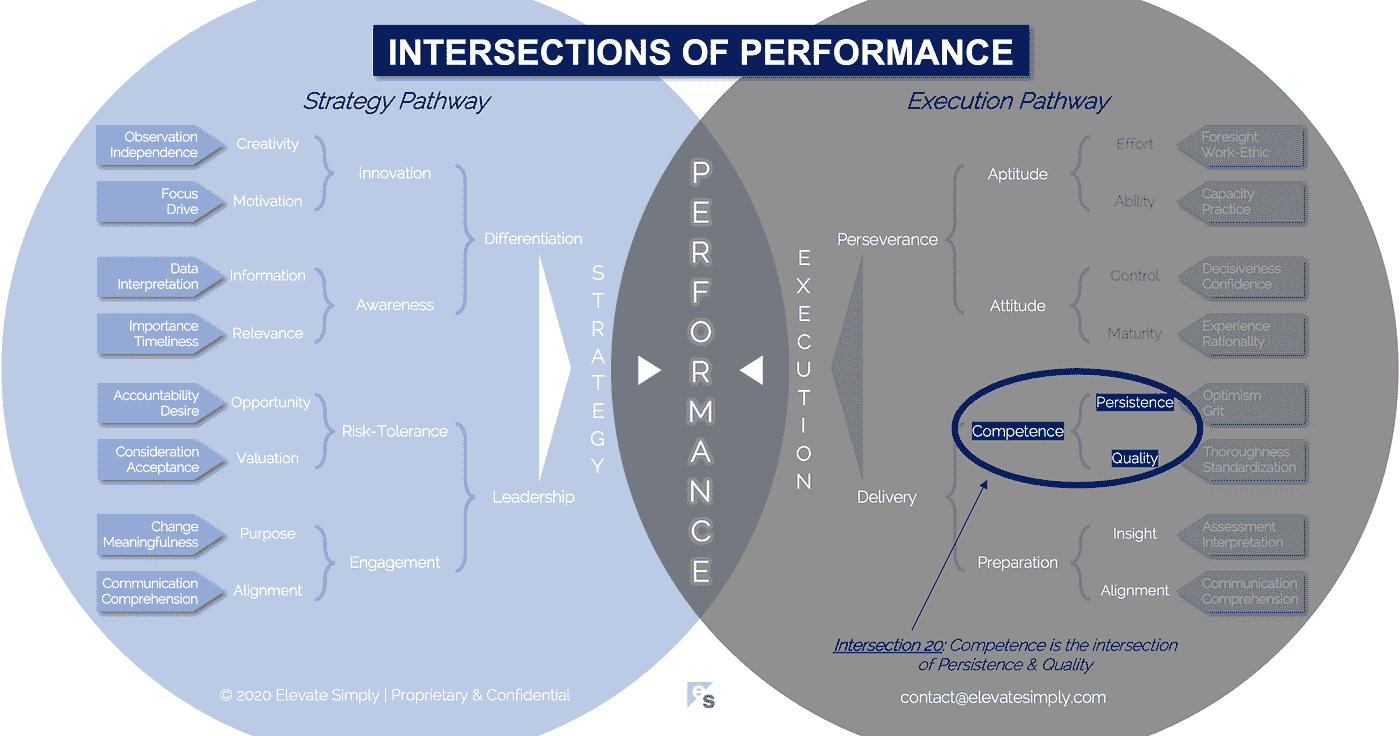 INTERSECTIONS OF PERFORMANCE
Strategy Pathway
Observation
Independence
Creativity
Focus
Drive
Motivation
Innovation
Data
Interpretation
Information
Importance
Timeliness
Relevance
Awareness
Differentiation
Accountability
Desire
Opportunity
Consideration
Acceptance
Valuation
Risk-Tolerance
Change
Meaningfulness
Purpose
Communication
Comprehension
Alignment
Engagement
Leadership
STRATEGY
PERFORMANCE
EXECUTION
Execution Pathway
Perseverance
Aptitude
Effort
Foresight
Work-Ethic
Ability
Capacity
Practice
Attitude
Control
Decisiveness
Confidence
Maturity
Experience
Rationality
Delivery
Competence
Persistence
Optimism
Grit
Quality
Thoroughness
Standardization
Preparation
Insight
Assessment
Interpretation
Alignment
Communication
Comprehension
Intersection 20: Competence is the intersection
of Persistence & Quality
© 2020 Elevate Simply | Proprietary & Confidential
es
contact@elevatesimply.com